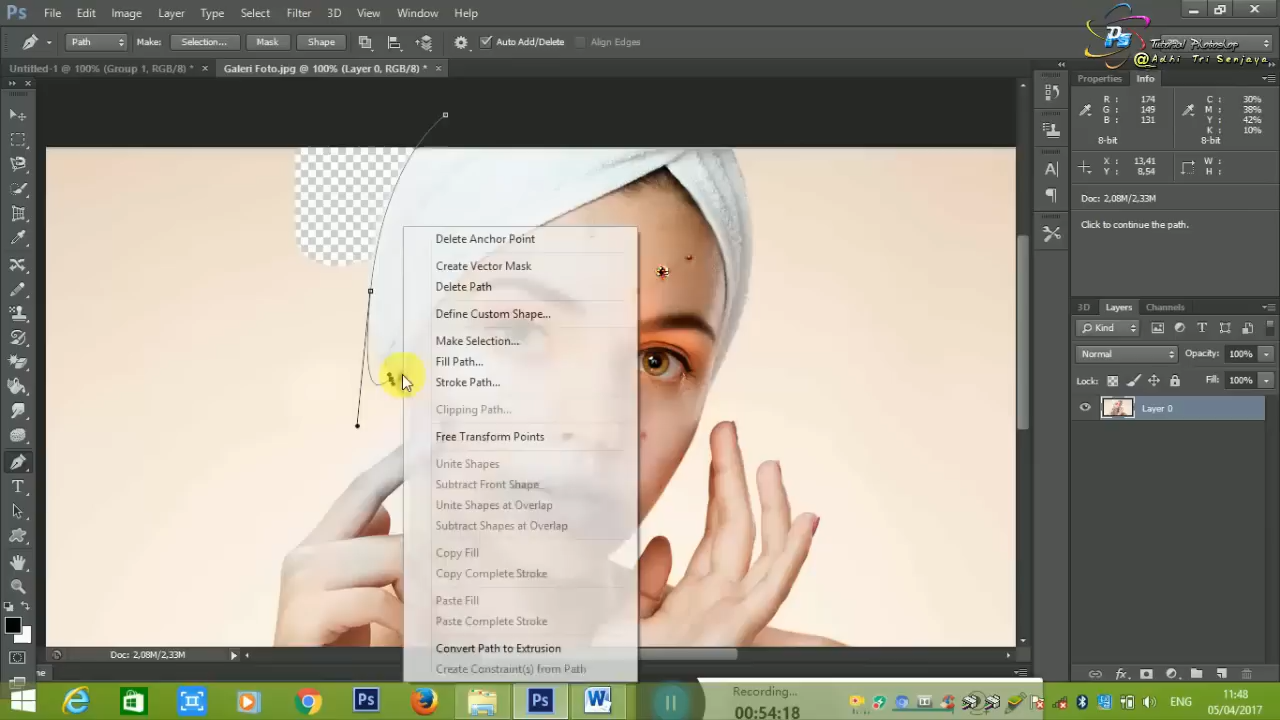 Ps File Edit Image Layer Type Select Filter 3D View Window Help
Path Make: Selection... Mask Shape Auto Add/Delete Align Edges
Ps Tutorial Photoshop
@Adhi Tri Senjaya
Untitled-1 @ 100% (Group 1, RGB/8) * × Galeri Foto.jpg @ 100% (Layer 0, RGB/8) * ×
Properties Info
R: 174 C: 30%
G: 149 M: 38%
B: 131 Y: 42%
K: 10%
8-bit 8-bit
X: 13,41 W:
Y: 8,54 H:
Doc: 2,08M/2,33M
Click to continue the path.
Delete Anchor Point
Create Vector Mask
Delete Path
Define Custom Shape...
Make Selection...
Fill Path...
Stroke Path...
Clipping Path...
Free Transform Points
Unite Shapes
Subtract Front Shape
Unite Shapes at Overlap
Subtract Shapes at Overlap
Copy Fill
Copy Complete Stroke
Paste Fill
Paste Complete Stroke
Convert Path to Extrusion
Create Constraint(s) from Path
3D Layers Channels
Kind
Normal Opacity: 100%
Lock: Fill: 100%
Layer 0
Doc: 2,08M/2,33M
Recording...
00:54:18
ENG
11:48
05/04/2017